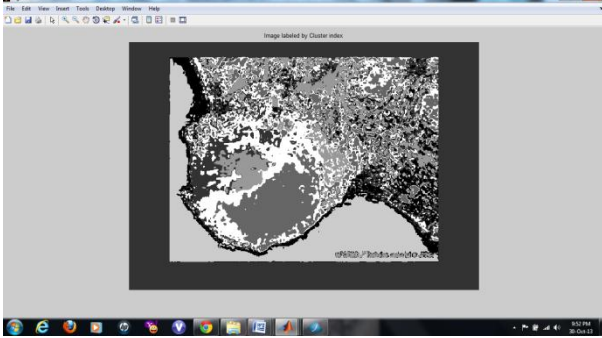 File Edit View Insert Tools Desktop Window Help
Image labeled by Cluster index.
9:52 PM
30-Oct-13